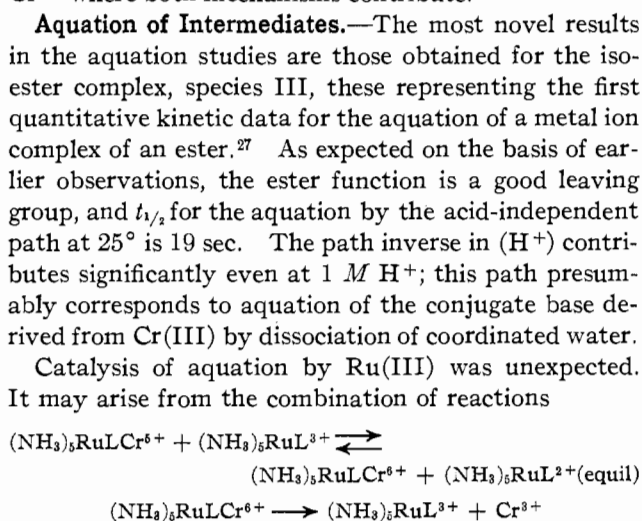 Aquation of Intermediates.—The most novel results
in the aquation studies are those obtained for the iso-
ester complex, species III, these representing the first
quantitative kinetic data for the aquation of a metal ion
complex of an ester.²⁷ As expected on the basis of ear-
lier observations, the ester function is a good leaving
group, and t₁/₂ for the aquation by the acid-independent
path at 25° is 19 sec. The path inverse in (H⁺) contri-
butes significantly even at 1 M H⁺; this path presum-
ably corresponds to aquation of the conjugate base de-
rived from Cr(III) by dissociation of coordinated water.
Catalysis of aquation by Ru(III) was unexpected.
It may arise from the combination of reactions
(NH₃)₅RuLCr⁵⁺ + (NH₃)₅RuL³⁺ ⇄
(NH₃)₅RuLCr⁶⁺ + (NH₃)₅RuL²⁺(equil)
(NH₃)₅RuLCr⁶⁺ ⟶ (NH₃)₅RuL³⁺ + Cr³⁺